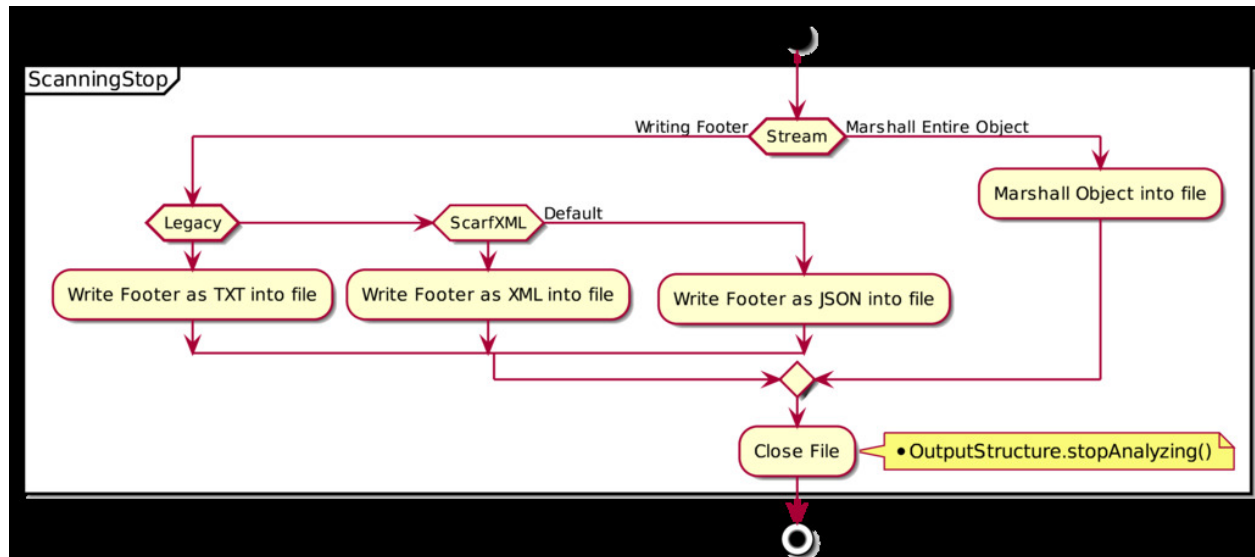 ScanningStop
Writing Footer
Stream
Marshall Entire Object
Marshall Object into file
Legacy
ScarfXML
Default
Write Footer as TXT into file
Write Footer as XML into file
Write Footer as JSON into file
Close File
• OutputStructure.stopAnalyzing()